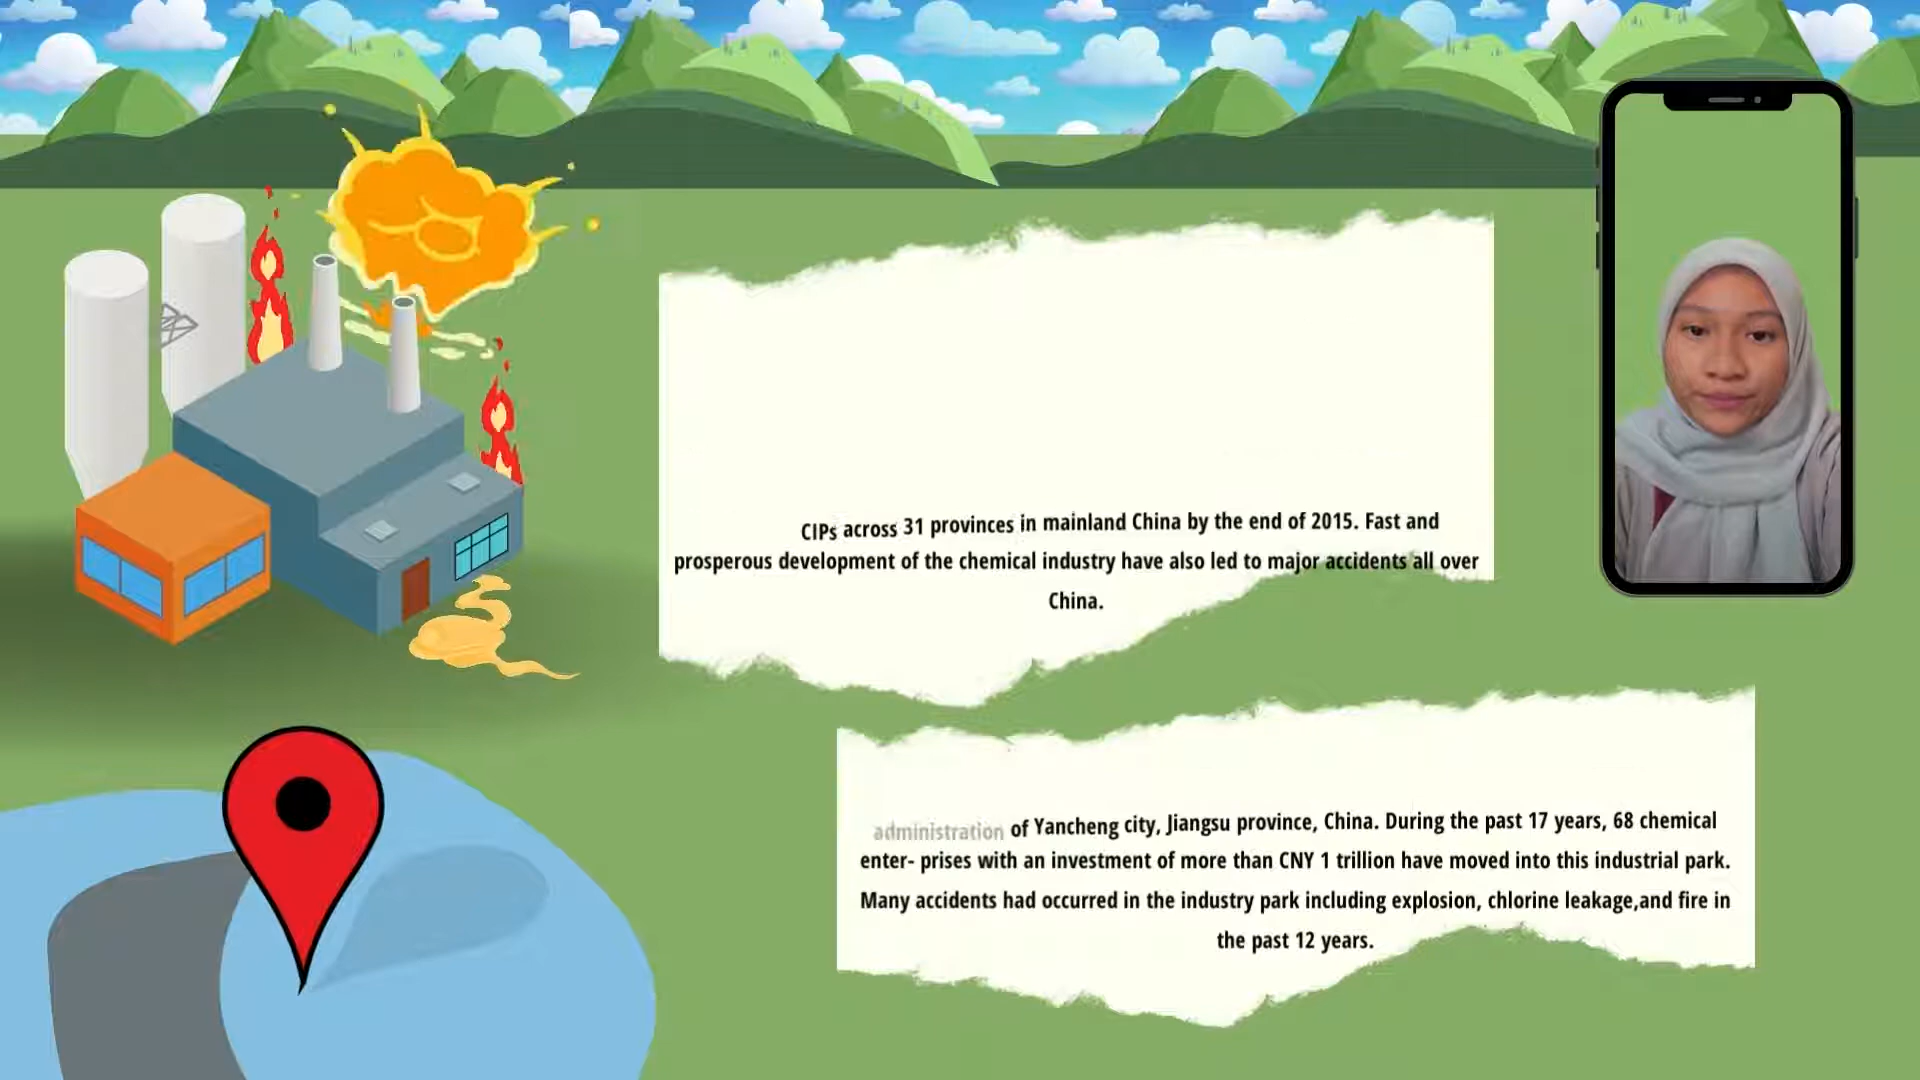 CIPs across 31 provinces in mainland China by the end of 2015. Fast and
prosperous development of the chemical industry have also led to major accidents all over
China.
administration of Yancheng city, Jiangsu province, China. During the past 17 years, 68 chemical
enter- prises with an investment of more than CNY 1 trillion have moved into this industrial park.
Many accidents had occurred in the industry park including explosion, chlorine leakage,and fire in
the past 12 years.